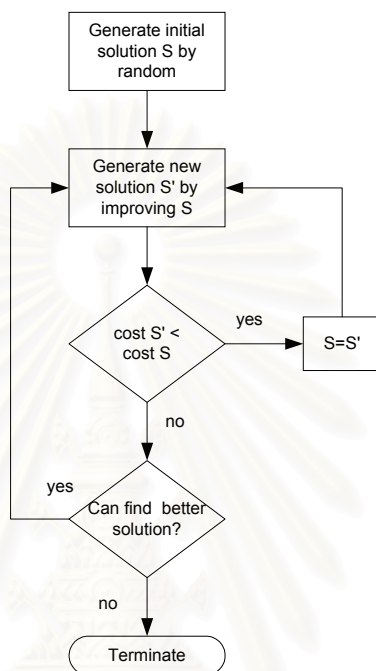 Generate initial
solution S by
random
Generate new
solution S' by
improving S
cost S' <
cost S
yes
S=S'
no
yes
Can find better
solution?
no
Terminate